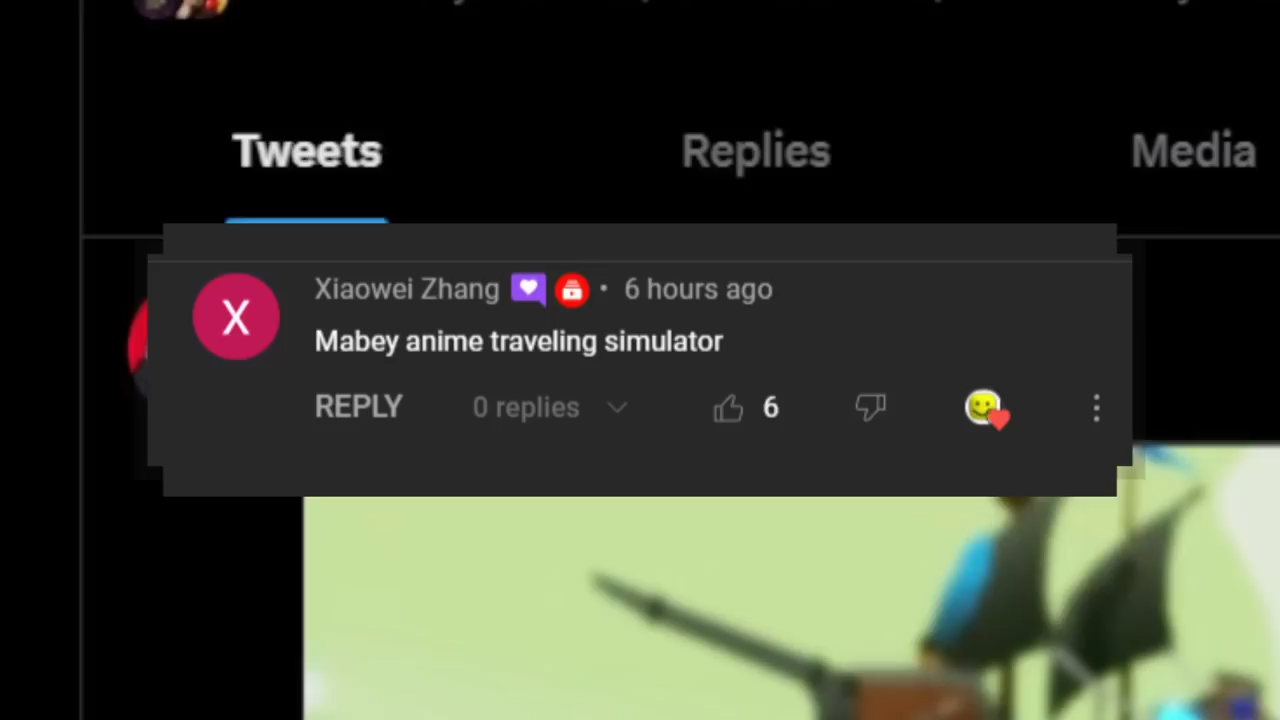 Tweets Replies Media
X
Xiaowei Zhang • 6 hours ago
Mabey anime traveling simulator
REPLY 0 replies 6